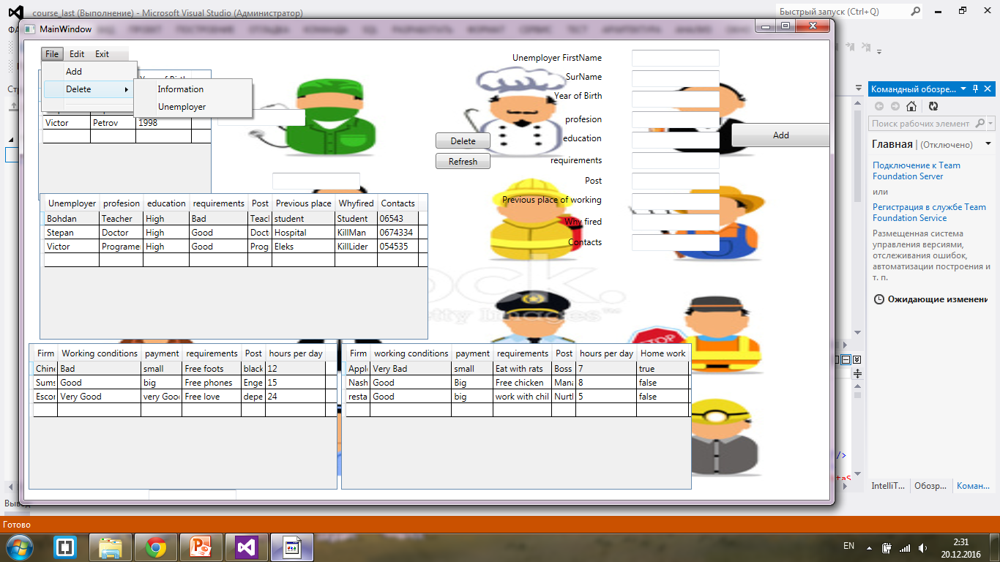 course_last (Выполнение) - Microsoft Visual Studio (Администратор)
Быстрый запуск (Ctrl+Q)
MainWindow
File Edit Exit
Add
Delete
Information
Unemployer
Victor Petrov 1998
Delete
Refresh
Unemployer FirstName
SurName
Year of Birth
profesion
education
requirements
Post
Previous place of working
Why fired
Contacts
Add
Unemployer profesion education requirements Post Previous place Whyfired Contacts
Bohdan Teacher High Bad Teacl student Student 06543
Stepan Doctor High Good Doct Hospital KillMan 0674334
Victor Programe High Good Prog Eleks KillLider 054535
Firm Working conditions payment requirements Post hours per day
Chine Bad small Free foots black 12
Sums Good big Free phones Enge 15
Escor Very Good very Good Free love depe 24
Firm working conditions payment requirements Post hours per day Home work
Apple Very Bad small Eat with rats Boss 7 true
Nash Good Big Free chicken Mana 8 false
resta Good big work with chil Nurtl 5 false
STOP
Командный обозре...
Поиск рабочих элемент
Главная | (Отключено)
Подключение к Team
Foundation Server
или
Регистрация в службе Team
Foundation Service
Размещенная система
управления версиями,
отслеживания ошибок,
автоматизации построения и
т. п.
Ожидающие изменени
/>
IntelliT... Обозр... Коман...
Вывод
Готово
EN
2:31
20.12.2016